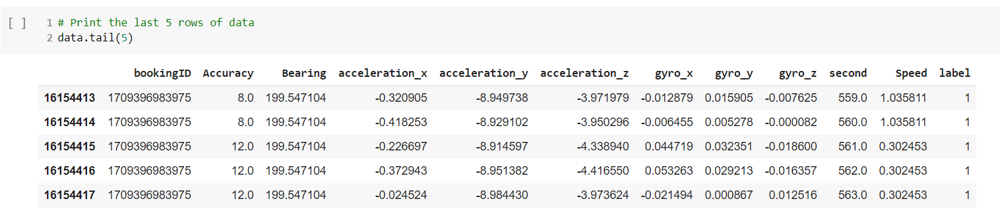 [ ] 1 # Print the last 5 rows of data
2 data.tail(5)
bookingID Accuracy Bearing acceleration_x acceleration_y acceleration_z gyro_x gyro_y gyro_z second Speed label
16154413 1709396983975 8.0 199.547104 -0.320905 -8.949738 -3.971979 -0.012879 0.015905 -0.007625 559.0 1.035811 1
16154414 1709396983975 8.0 199.547104 -0.418253 -8.929102 -3.950296 -0.006455 0.005278 -0.000082 560.0 1.035811 1
16154415 1709396983975 12.0 199.547104 -0.226697 -8.914597 -4.338940 0.044719 0.032351 -0.018600 561.0 0.302453 1
16154416 1709396983975 12.0 199.547104 -0.372943 -8.951382 -4.416550 0.053263 0.029213 -0.016357 562.0 0.302453 1
16154417 1709396983975 12.0 199.547104 -0.024524 -8.984430 -3.973624 -0.021494 0.000867 0.012516 563.0 0.302453 1